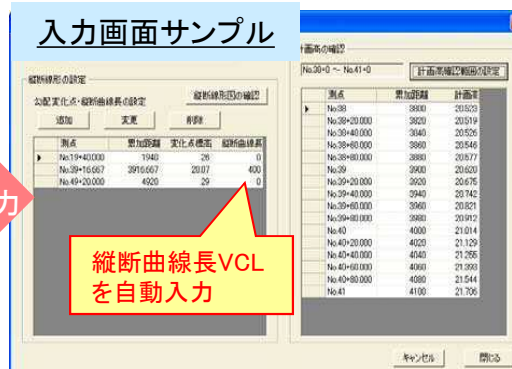 入力画面サンプル
縦断線形の設定
勾配変化点・縦断曲線長の設定
縦断線形図の確認
追加 変更 削除
測点 累加距離 変化点標高 縦断曲線長
No.19+40.000 1940 26 0
No.39+16.667 3916.667 20.07 400
No.49+20.000 4920 29 0
力
縦断曲線長VCL
を自動入力
計画高の確認
No.38+0 ~ No.41+0 計画高確認範囲の設定
測点 累加距離 計画高
No.38 3800 20.523
No.38+20.000 3820 20.519
No.38+40.000 3840 20.526
No.38+60.000 3860 20.546
No.38+80.000 3880 20.577
No.39 3900 20.620
No.39+20.000 3920 20.675
No.39+40.000 3940 20.742
No.39+60.000 3960 20.821
No.39+80.000 3980 20.912
No.40 4000 21.014
No.40+20.000 4020 21.129
No.40+40.000 4040 21.255
No.40+60.000 4060 21.393
No.40+80.000 4080 21.544
No.41 4100 21.706
キャンセル 閉じる